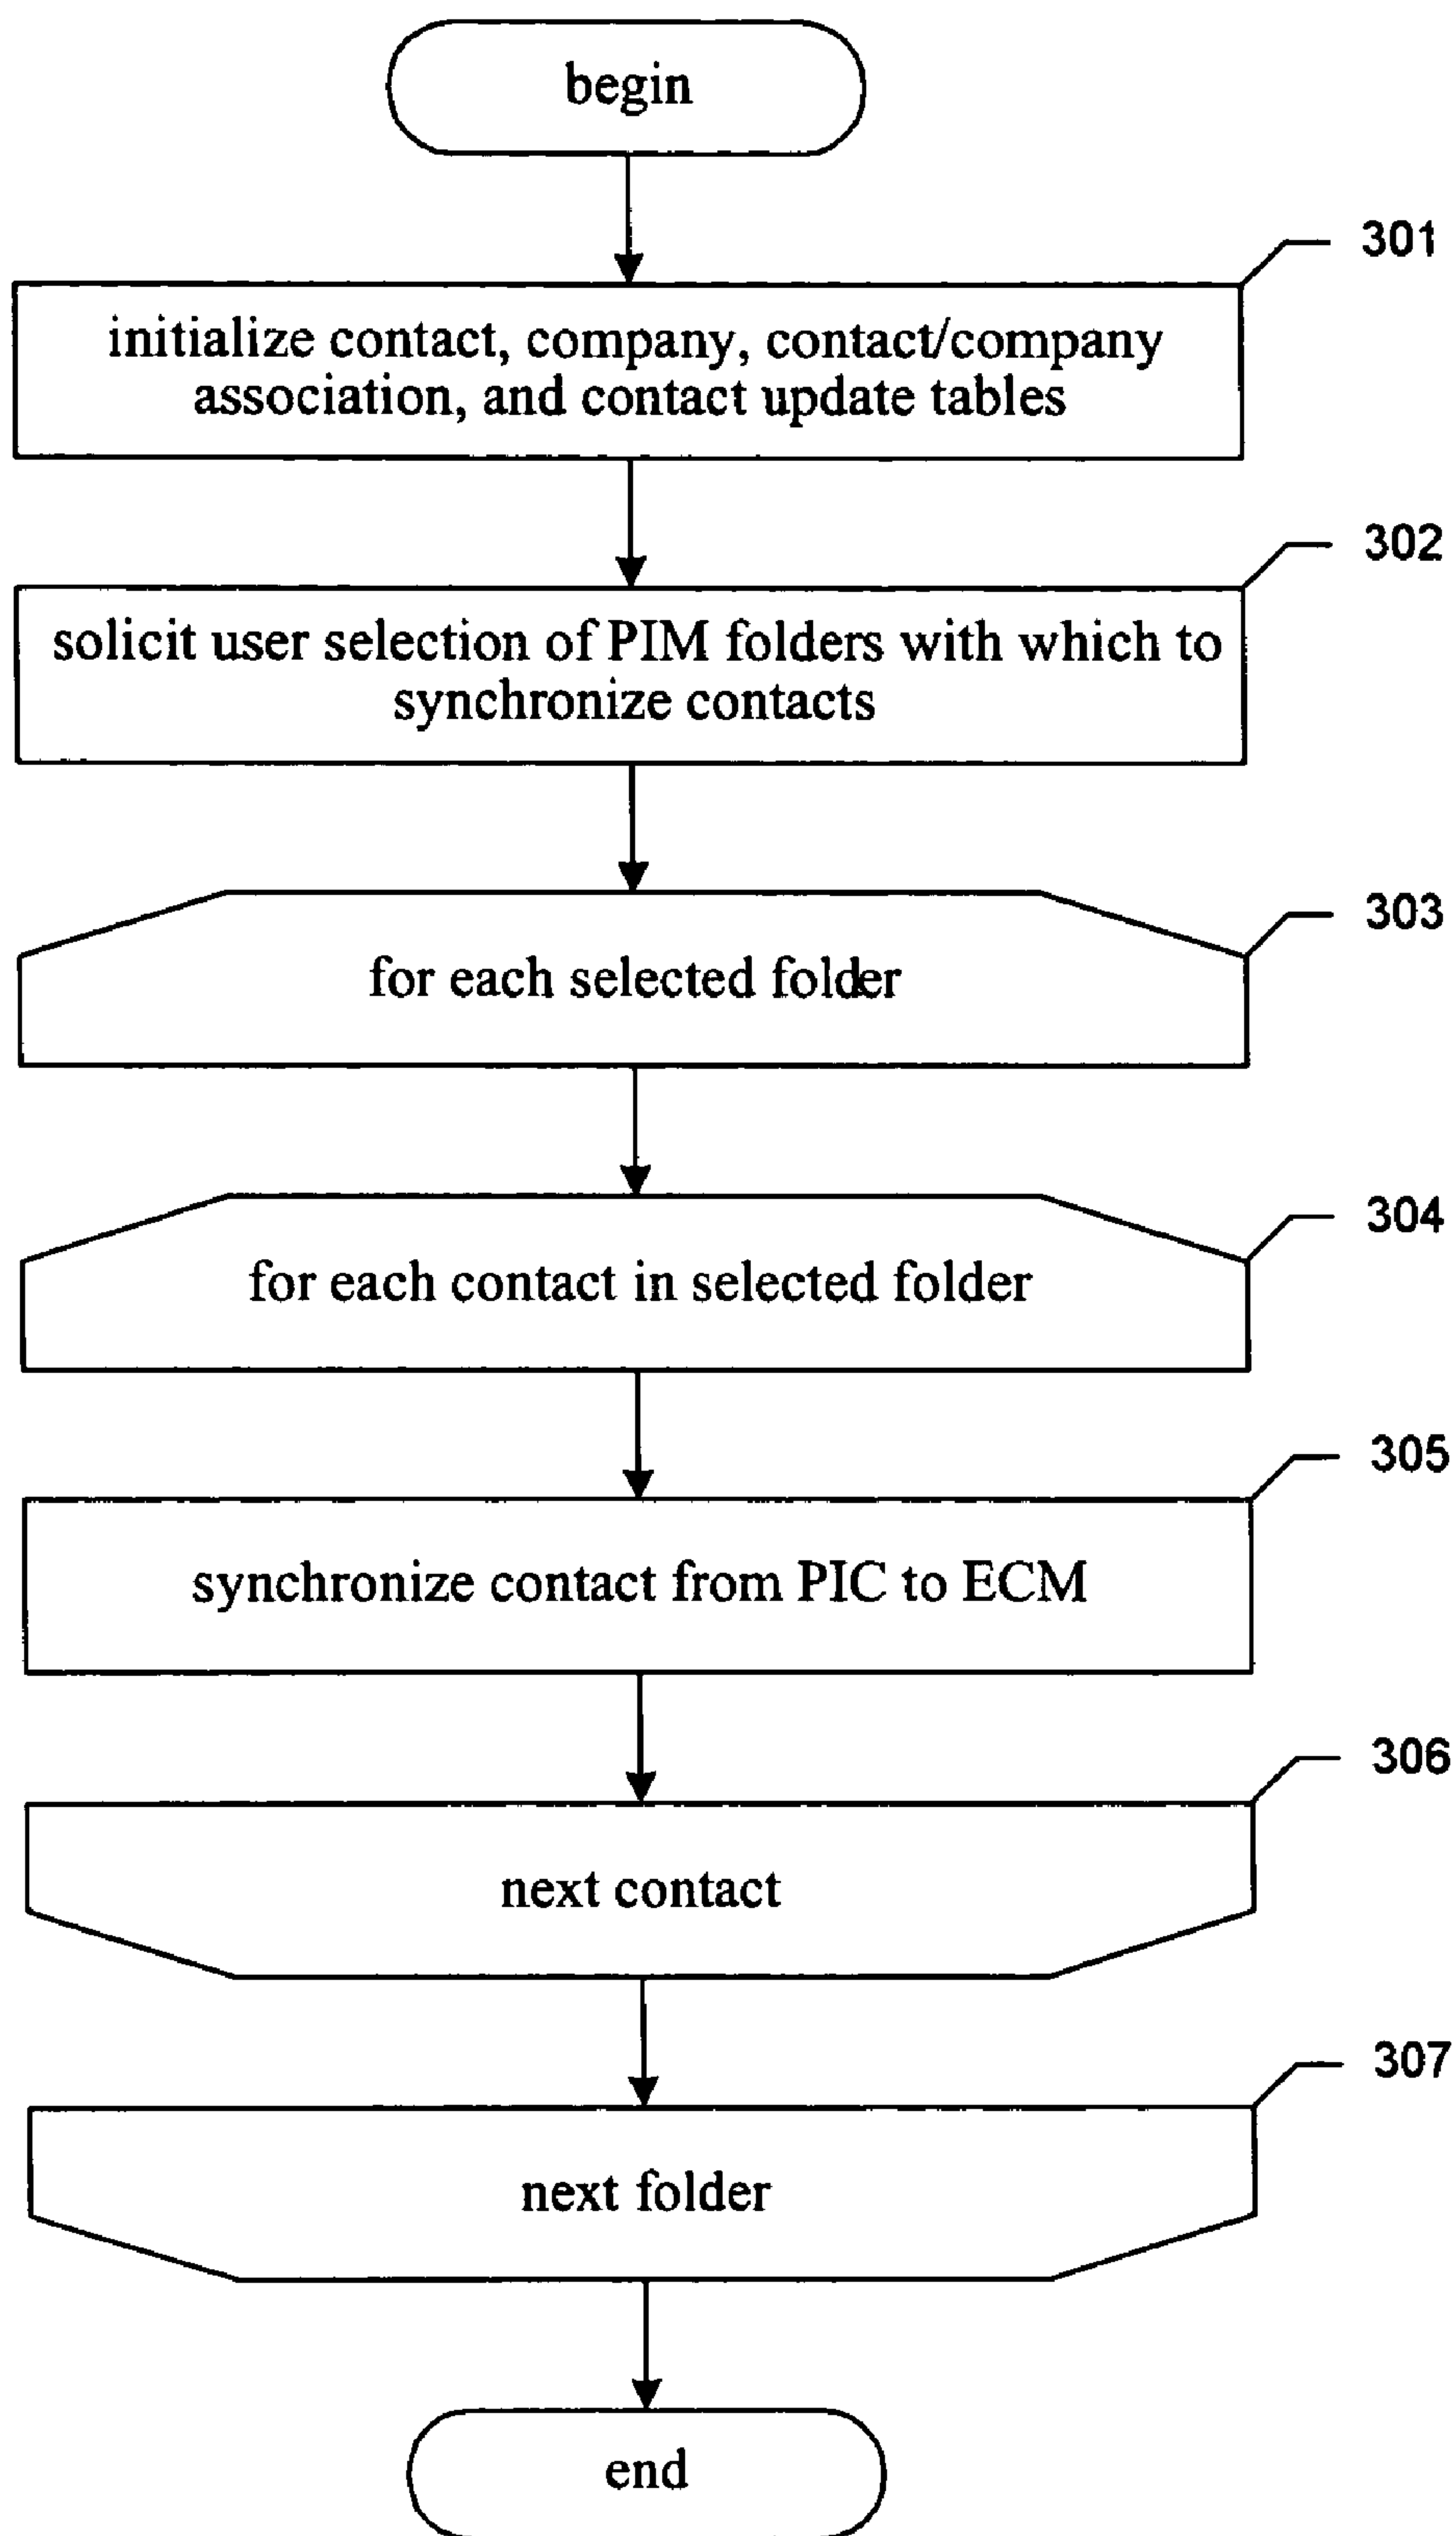 begin
301
initialize contact, company, contact/company
association, and contact update tables
302
solicit user selection of PIM folders with which to
synchronize contacts
303
for each selected folder
304
for each contact in selected folder
305
synchronize contact from PIC to ECM
306
next contact
307
next folder
end